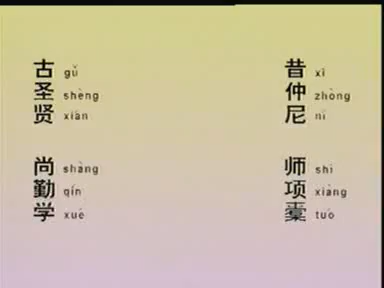 昔 xī
仲 zhòng
尼 ní
师 shī
项 xiàng
橐 tuó
古 gǔ
圣 shèng
贤 xián
尚 shàng
勤 qín
学 xué